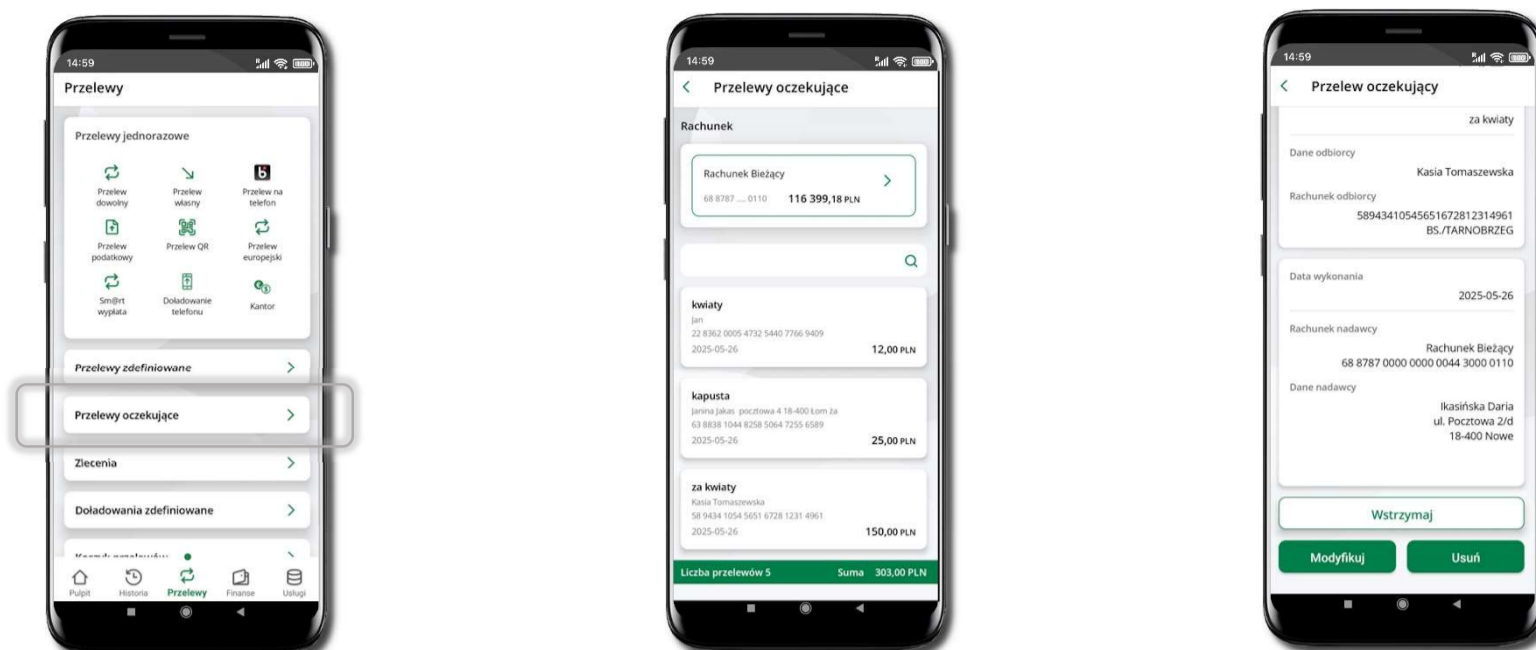 14:59
Przelewy
Przelewy jednorazowe
Przelew
dowolny
Przelew
własny
Przelew na
telefon
Przelew
podatkowy
Przelew QR
Przelew
europejski
Sm@rt
wypłata
Doładowanie
telefonu
Kantor
Przelewy zdefiniowane
Przelewy oczekujące
Zlecenia
Doładowania zdefiniowane
Koszyk przelewów
Pulpit
Historia
Przelewy
Finanse
Usługi
14:59
Przelewy oczekujące
Rachunek
Rachunek Bieżący
68 8787 .... 0110 116 399,18 PLN
kwiaty
Jan
22 8362 0005 4732 5440 7766 9409
2025-05-26 12,00 PLN
kapusta
Janina Jakas pocztowa 4 18-400 Łom ża
63 8838 1044 8258 5064 7255 6589
2025-05-26 25,00 PLN
za kwiaty
Kasia Tomaszewska
58 9434 1054 5651 6728 1231 4961
2025-05-26 150,00 PLN
Liczba przelewów 5 Suma 303,00 PLN
14:59
Przelew oczekujący
za kwiaty
Dane odbiorcy
Kasia Tomaszewska
Rachunek odbiorcy
58943410545651672812314961
BS./TARNOBRZEG
Data wykonania
2025-05-26
Rachunek nadawcy
Rachunek Bieżący
68 8787 0000 0000 0044 3000 0110
Dane nadawcy
Ikasińska Daria
ul. Pocztowa 2/d
18-400 Nowe
Wstrzymaj
Modyfikuj
Usuń